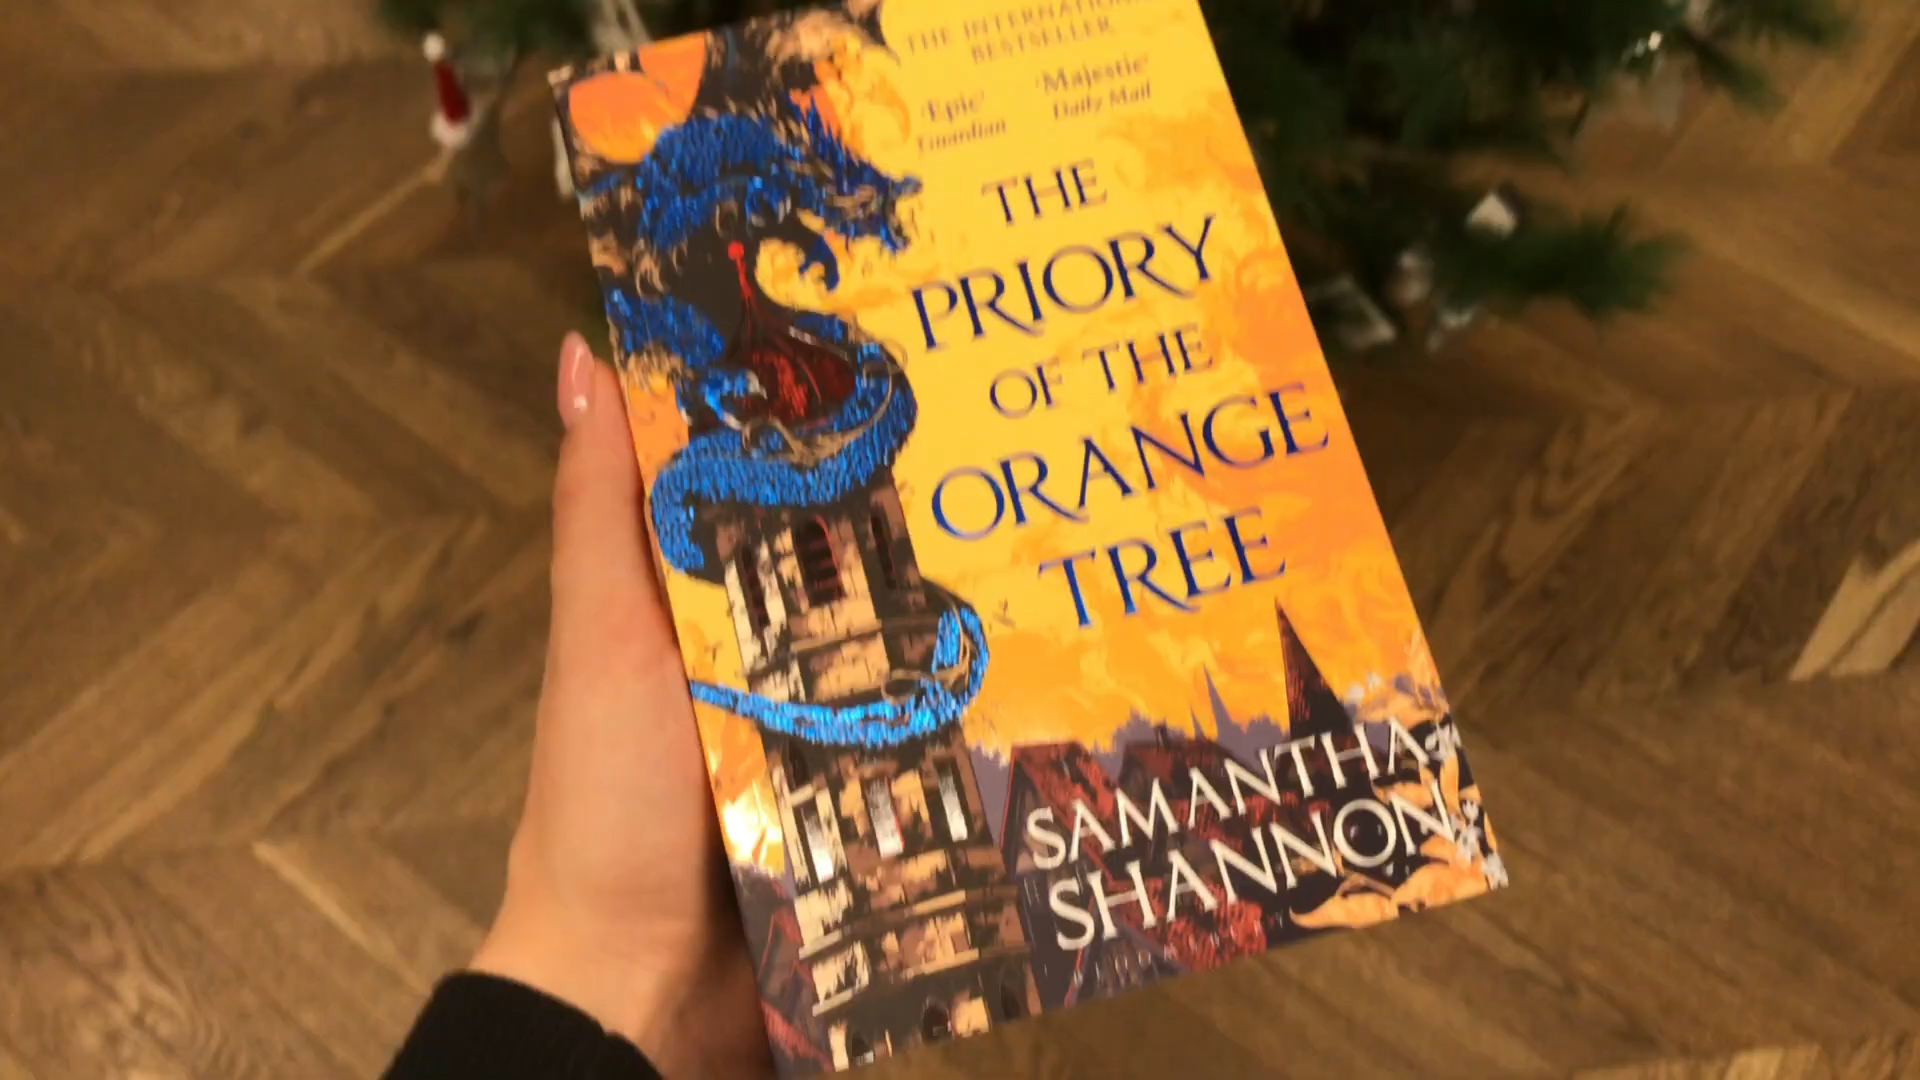 THE INTERNATIONAL
BESTSELLER
'Epic'
Guardian
'Majestic'
Daily Mail
THE
PRIORY
OF THE
ORANGE
TREE
SAMANTHA
SHANNON